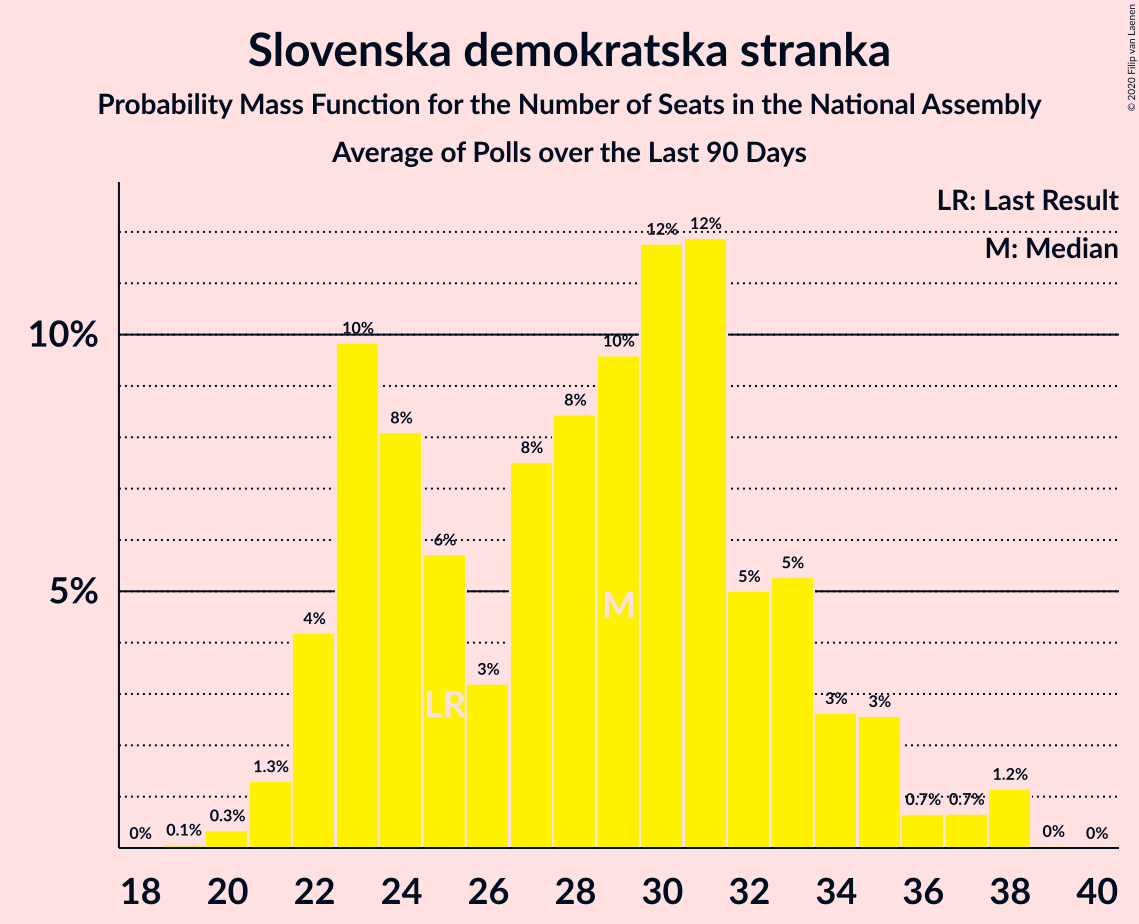 Slovenska demokratska stranka
Probability Mass Function for the Number of Seats in the National Assembly
Average of Polls over the Last 90 Days
© 2020 Filip van Laenen
LR: Last Result
M: Median
10%
5%
0%
0.1%
0.3%
1.3%
4%
10%
8%
6%
3%
8%
8%
10%
12%
12%
5%
5%
3%
3%
0.7%
0.7%
1.2%
0%
0%
LR
M
18 20 22 24 26 28 30 32 34 36 38 40